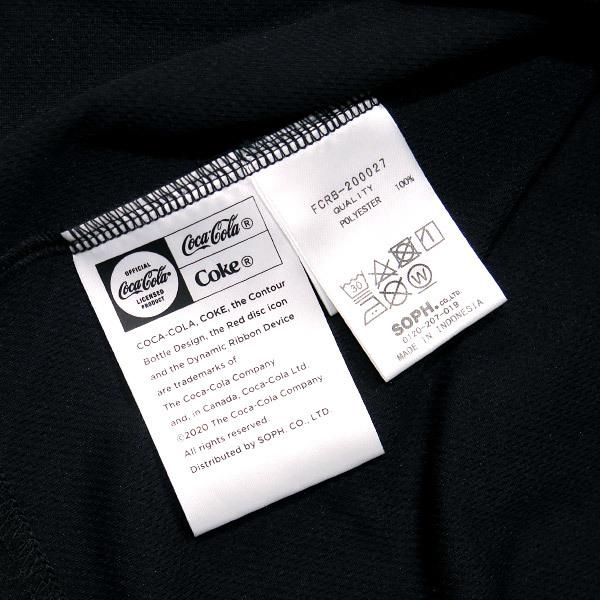 OFFICIAL
Coca-Cola®
LICENSED
PRODUCT
Coca-Cola®
Coke®
COCA-COLA, COKE, the Contour
Bottle Design, the Red disc icon
and the Dynamic Ribbon Device
are trademarks of
The Coca-Cola Company
and, in Canada, Coca-Cola Ltd.
©2020 The Coca-Cola Company
All rights reserved
Distributed by SOPH. CO., LTD.
FCRB-200027
QUALITY
POLYESTER 100%
30
1
W
SOPH.CO.,LTD.
0120-207-019
MADE IN INDONESIA